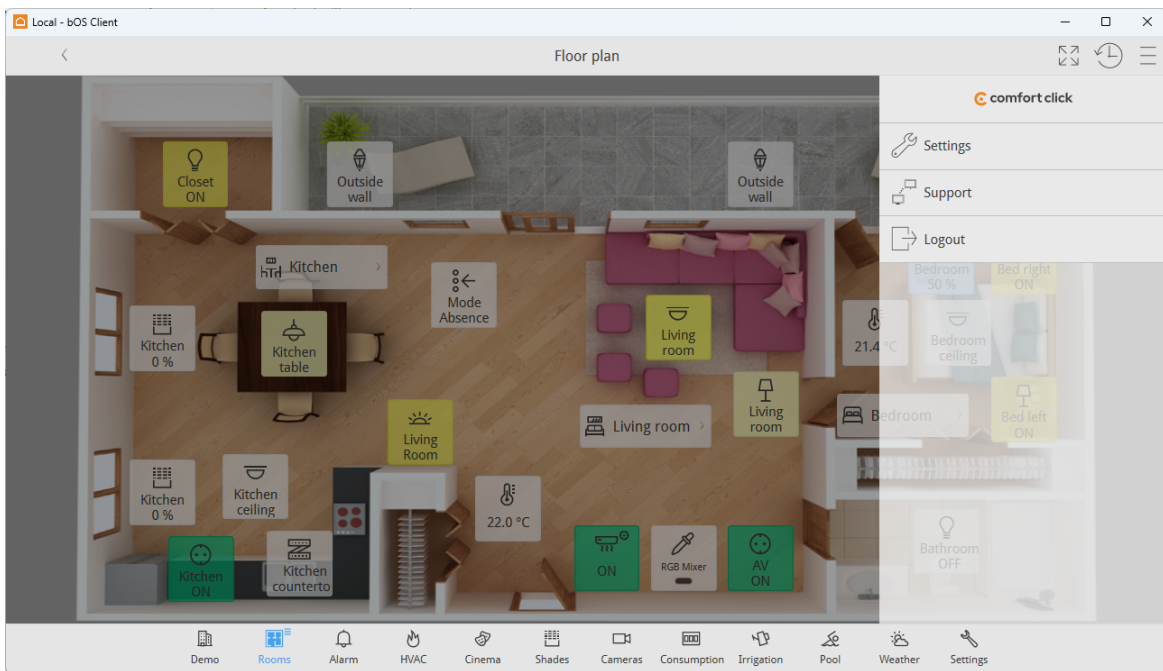 Local - bOS Client
Floor plan
comfort click
Settings
Support
Logout
Closet
ON
Outside
wall
Outside
wall
Kitchen
Mode
Absence
Bedroom
50 %
Bed right
ON
Kitchen
0 %
Kitchen
table
Living
room
21.4 °C
Bedroom
ceiling
Living
Room
Living room
Living
room
Bedroom
Bed left
ON
Kitchen
0 %
Kitchen
ceiling
22.0 °C
Kitchen
ON
Kitchen
counterto
ON
RGB Mixer
AV
ON
Bathroom
OFF
Demo
Rooms
Alarm
HVAC
Cinema
Shades
Cameras
Consumption
Irrigation
Pool
Weather
Settings